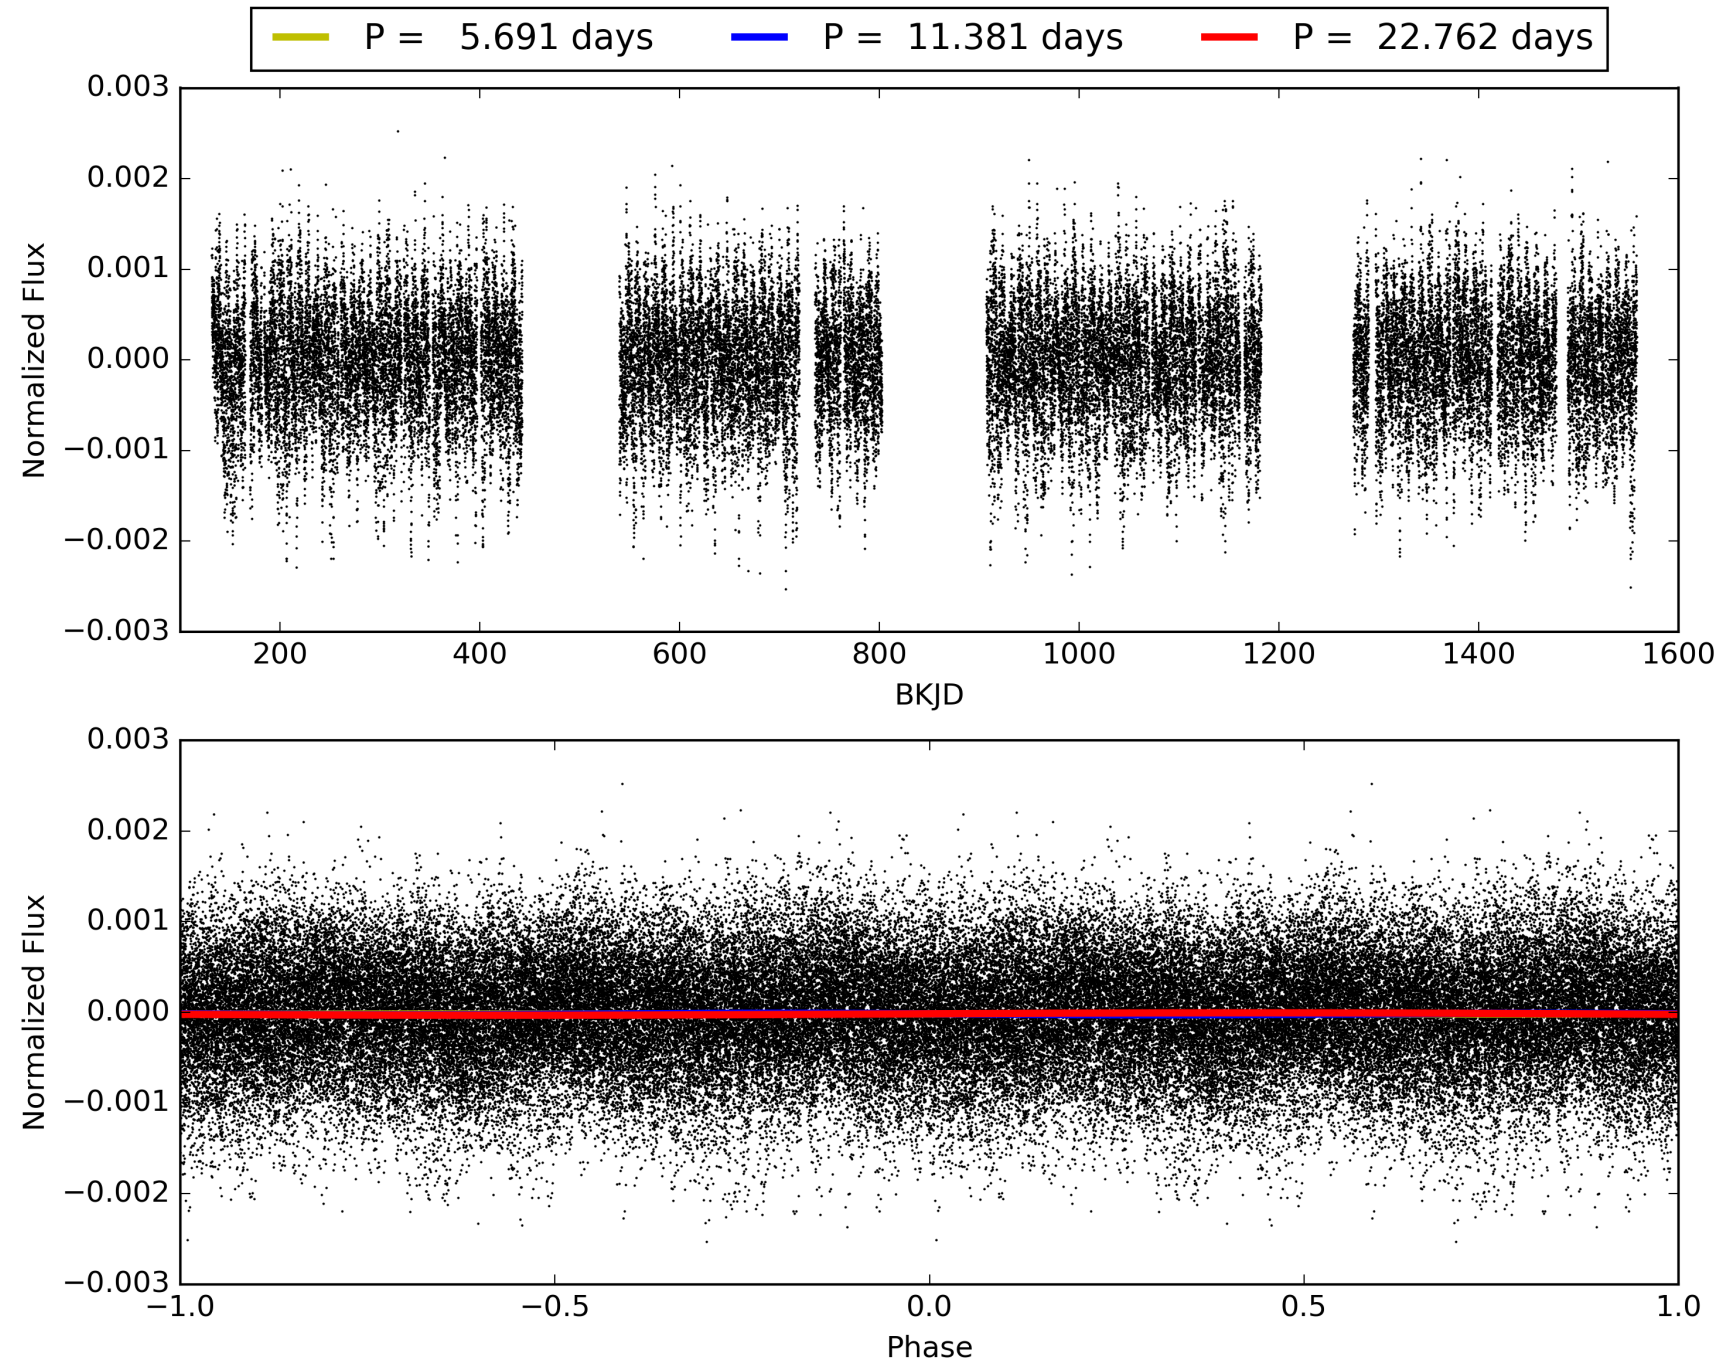 P = 5.691 days P = 11.381 days P = 22.762 days
0.003
0.002
0.001
0.000
−0.001
−0.002
−0.003
Normalized Flux
200 400 600 800 1000 1200 1400 1600
BKJD
0.003
0.002
0.001
0.000
−0.001
−0.002
−0.003
Normalized Flux
−1.0 −0.5 0.0 0.5 1.0
Phase